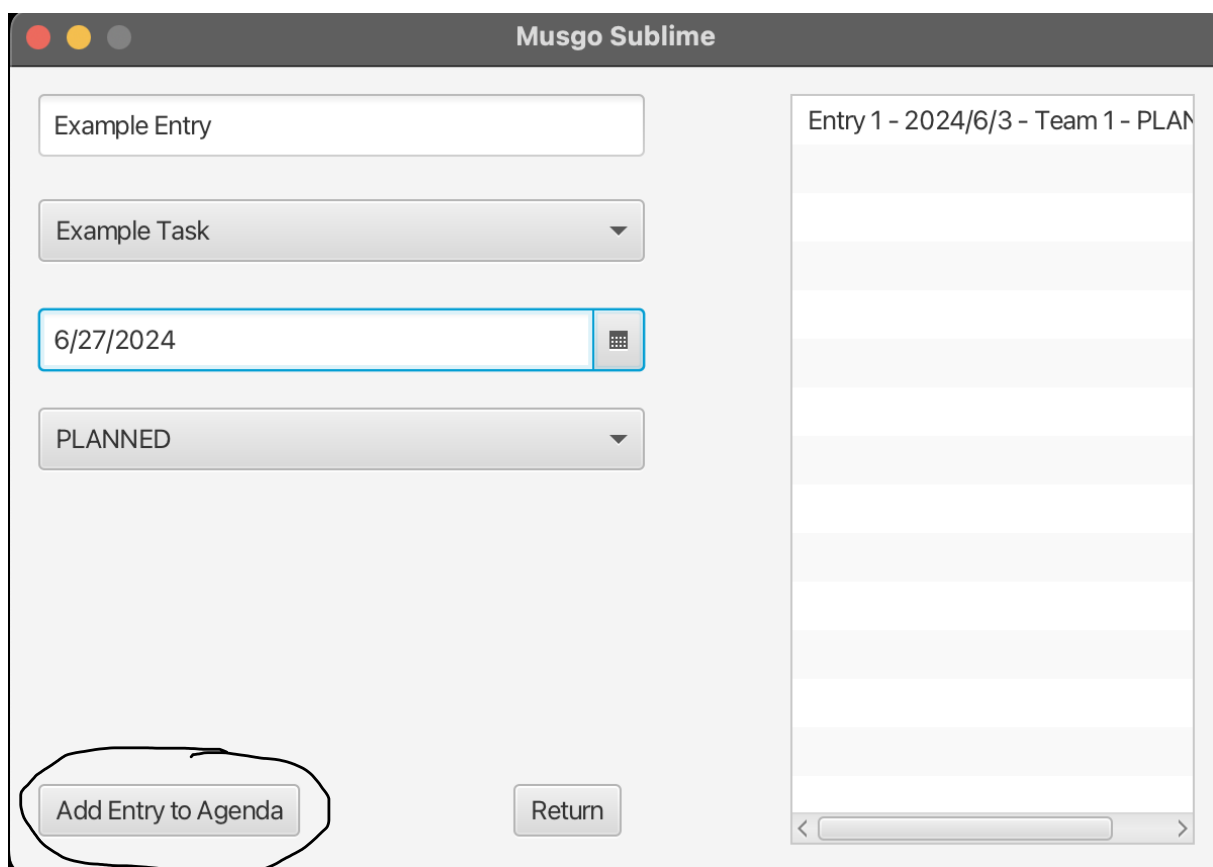 Musgo Sublime
Example Entry
Example Task
6/27/2024
PLANNED
Add Entry to Agenda
Return
Entry 1 - 2024/6/3 - Team 1 - PLAN